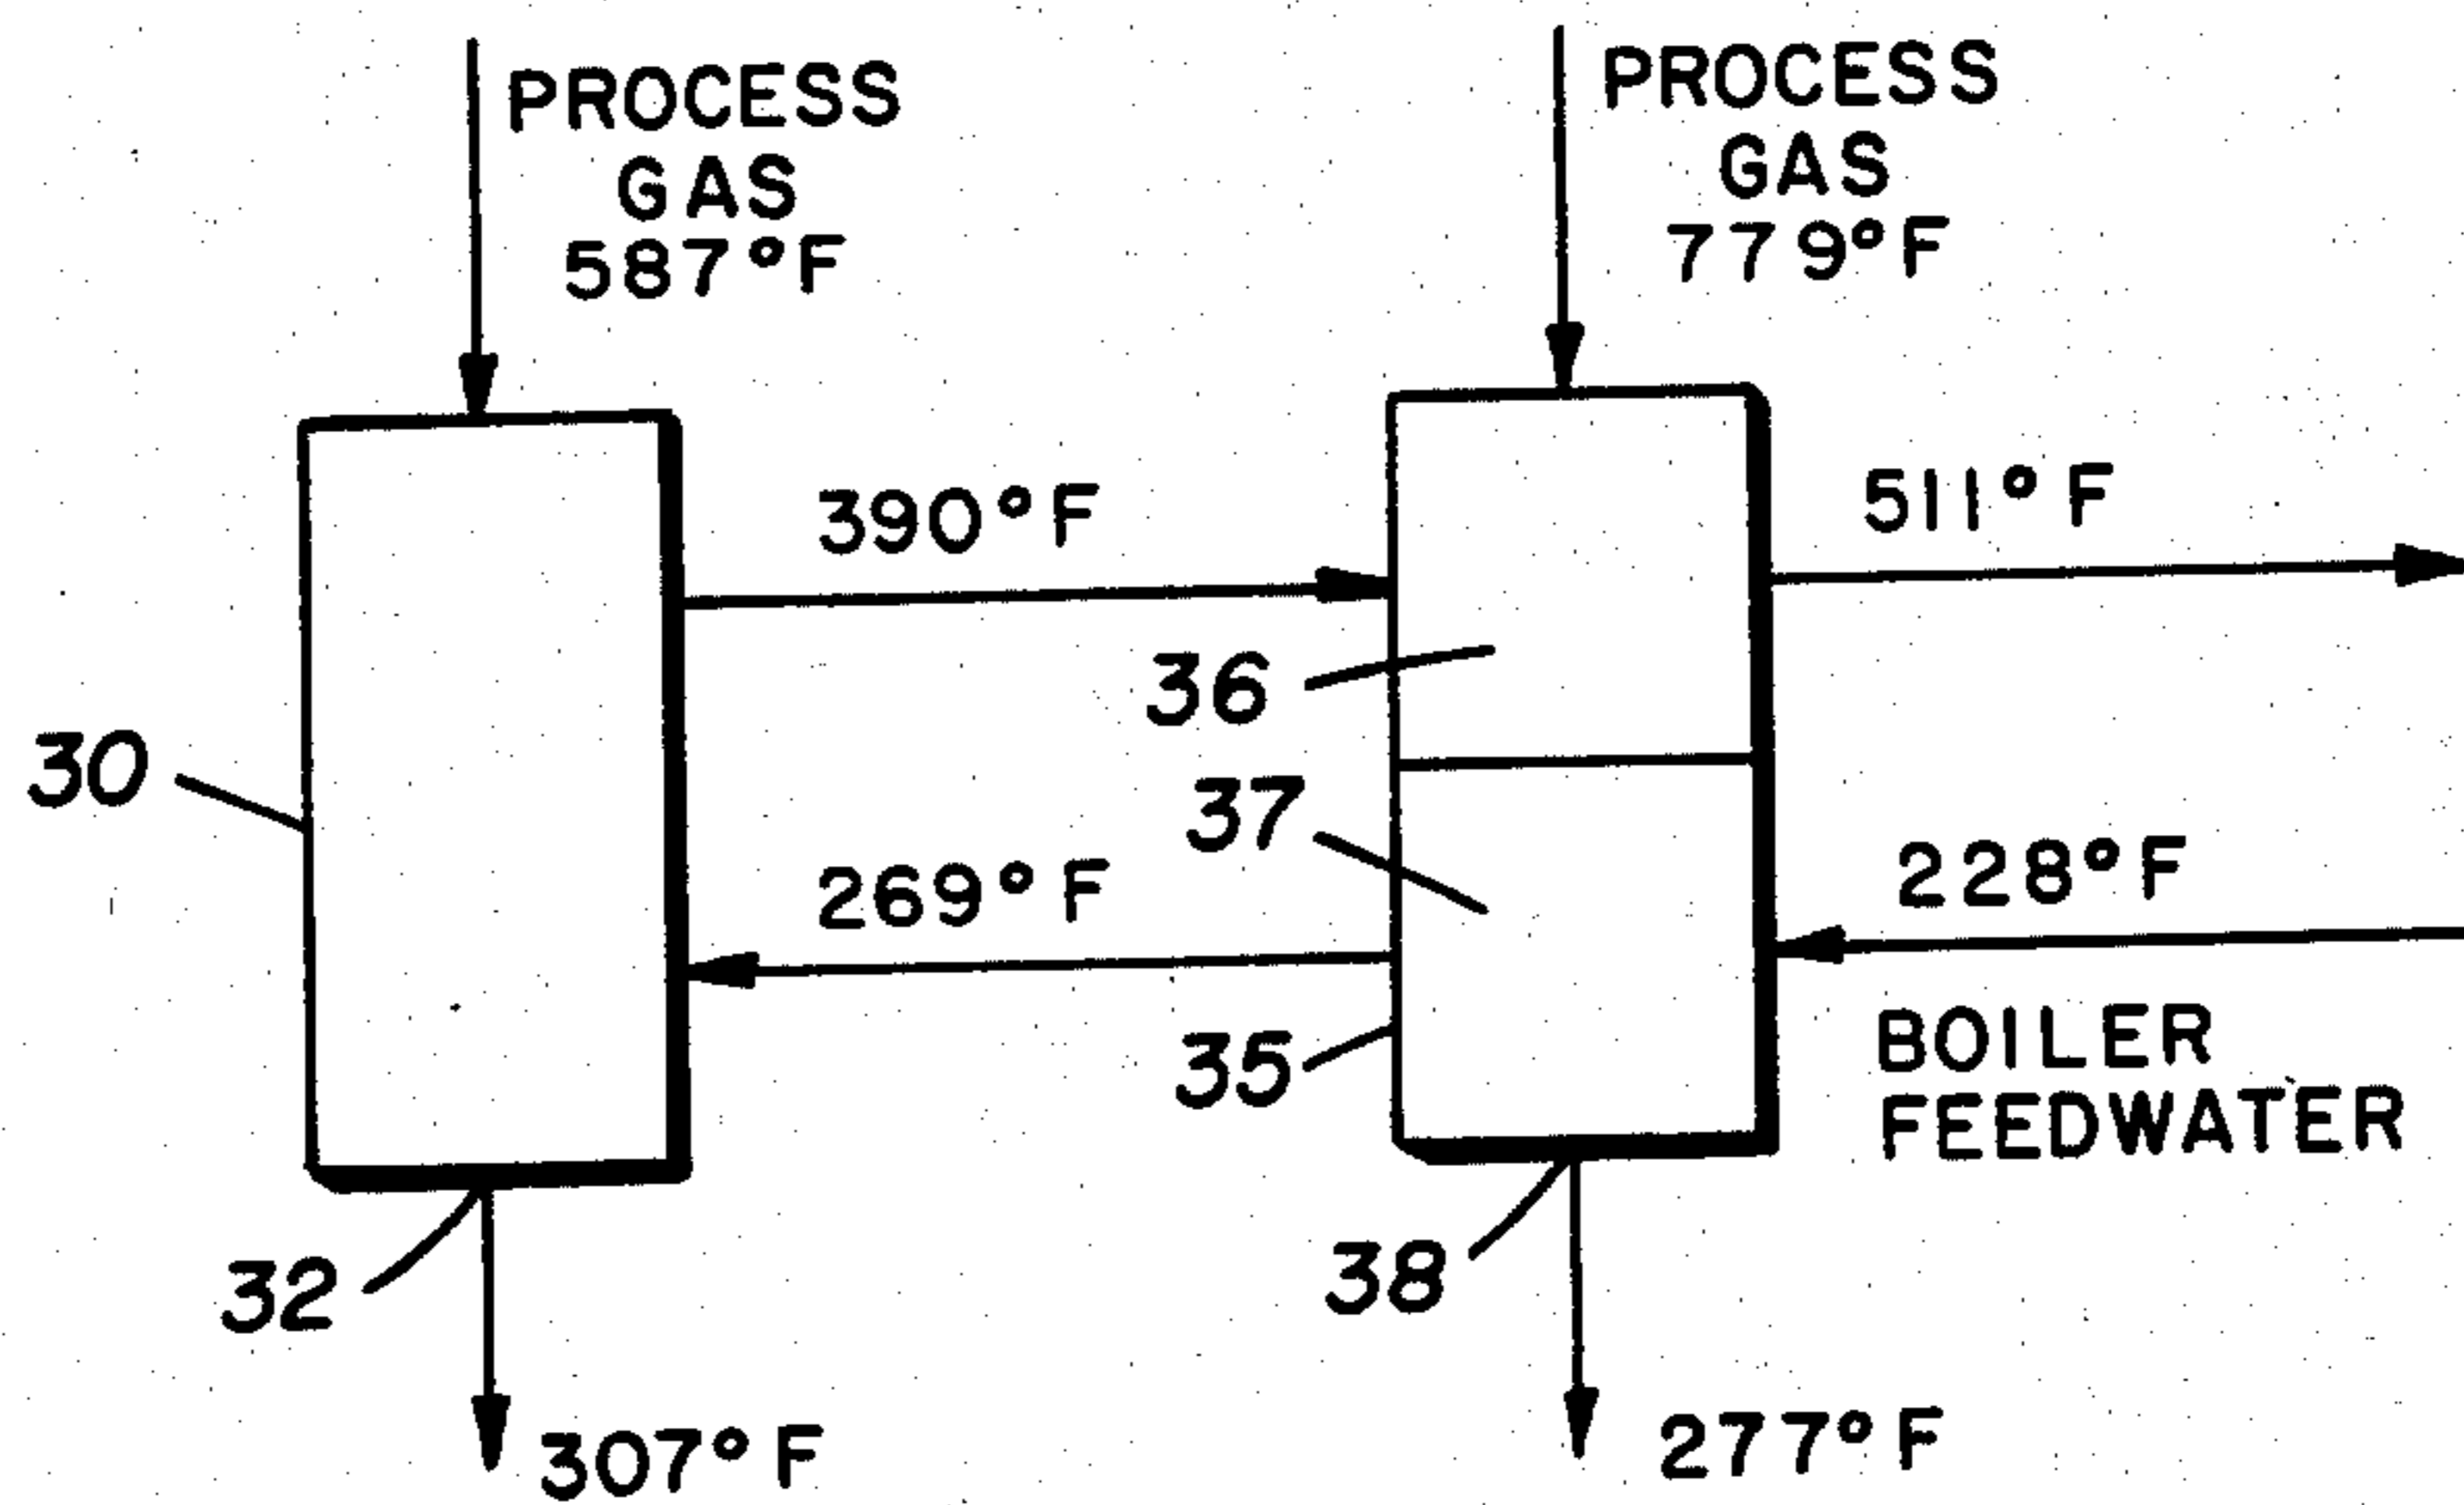 PROCESS
GAS
587°F
PROCESS
GAS
779°F
390°F
511°F
36
30
37
269°F
228°F
35
BOILER
FEEDWATER
32
38
307°F
277°F